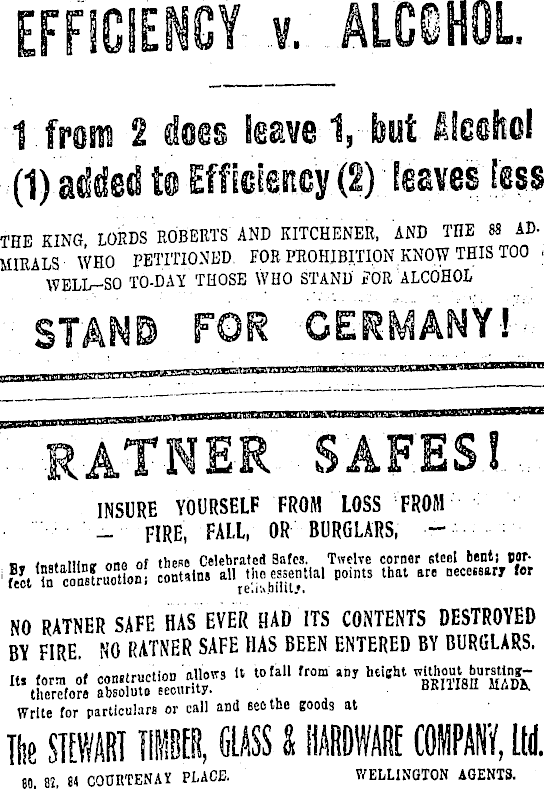 EFFICIENCY v. ALCOHOL.
1 from 2 does leave 1, but Alcohol
(1) added to Efficiency (2) leaves less
THE KING, LORDS ROBERTS AND KITCHENER, AND THE 88 AD-
MIRALS WHO PETITIONED FOR PROHIBITION KNOW THIS TOO
WELL—SO TO-DAY THOSE WHO STAND FOR ALCOHOL
STAND FOR GERMANY!
RATNER SAFES!
INSURE YOURSELF FROM LOSS FROM
— FIRE, FALL, OR BURGLARS, —
By installing one of these Celebrated Safes. Twelve corner steel bent; per-
fect in construction; contains all the essential points that are necessary for
reliability.
NO RATNER SAFE HAS EVER HAD ITS CONTENTS DESTROYED
BY FIRE. NO RATNER SAFE HAS BEEN ENTERED BY BURGLARS.
Its form of construction allows it to fall from any height without bursting—
therefore absolute security. BRITISH MADE.
Write for particulars or call and see the goods at
The STEWART TIMBER, GLASS & HARDWARE COMPANY, Ltd.
80, 82, 84 COURTENAY PLACE. WELLINGTON AGENTS.